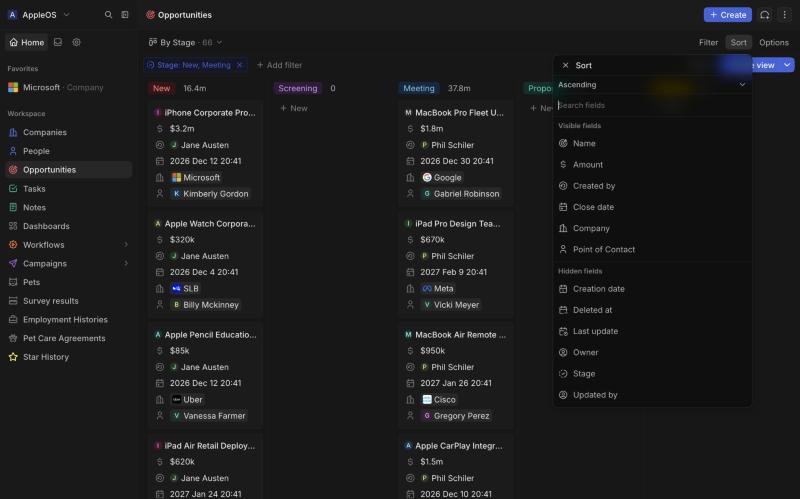 AppleOS
Home
Favorites
Microsoft · Company
Workspace
Companies
People
Opportunities
Tasks
Notes
Dashboards
Workflows
Campaigns
Pets
Survey results
Employment Histories
Pet Care Agreements
Star History
Opportunities
+ Create
By Stage · 66
Filter
Sort
Options
Stage: New, Meeting
+ Add filter
view
New 16.4m
iPhone Corporate Pro...
$3.2m
Jane Austen
2026 Dec 12 20:41
Microsoft
K Kimberly Gordon
A Apple Watch Corpora...
$320k
Jane Austen
2026 Dec 4 20:41
SLB
B Billy Mckinney
A Apple Pencil Educatio...
$85k
Jane Austen
2026 Dec 12 20:41
Uber
V Vanessa Farmer
iPad Air Retail Deploy...
$620k
Jane Austen
2027 Jan 24 20:41
Screening 0
+ New
Meeting 37.8m
M MacBook Pro Fleet U...
$1.8m
P Phil Schiler
2026 Dec 30 20:41
Google
G Gabriel Robinson
iPad Pro Design Tea...
$670k
P Phil Schiler
2027 Feb 9 20:41
Meta
V Vicki Meyer
M MacBook Air Remote ...
$950k
P Phil Schiler
2027 Jan 26 20:41
Cisco
G Gregory Perez
A Apple CarPlay Integr...
$1.5m
P Phil Schiler
2026 Dec 10 20:41
Sort
Ascending
Search fields
Visible fields
Name
Amount
Created by
Close date
Company
Point of Contact
Hidden fields
Creation date
Deleted at
Last update
Owner
Stage
Updated by